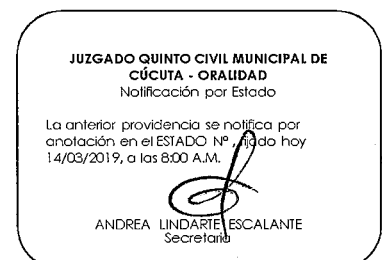 JUZGADO QUINTO CIVIL MUNICIPAL DE
CÚCUTA - ORALIDAD
Notificación por Estado
La anterior providencia se notifica por
anotación en el ESTADO Nº , fijado hoy
14/03/2019, a las 8:00 A.M.
ANDREA LINDARTE ESCALANTE
Secretaria